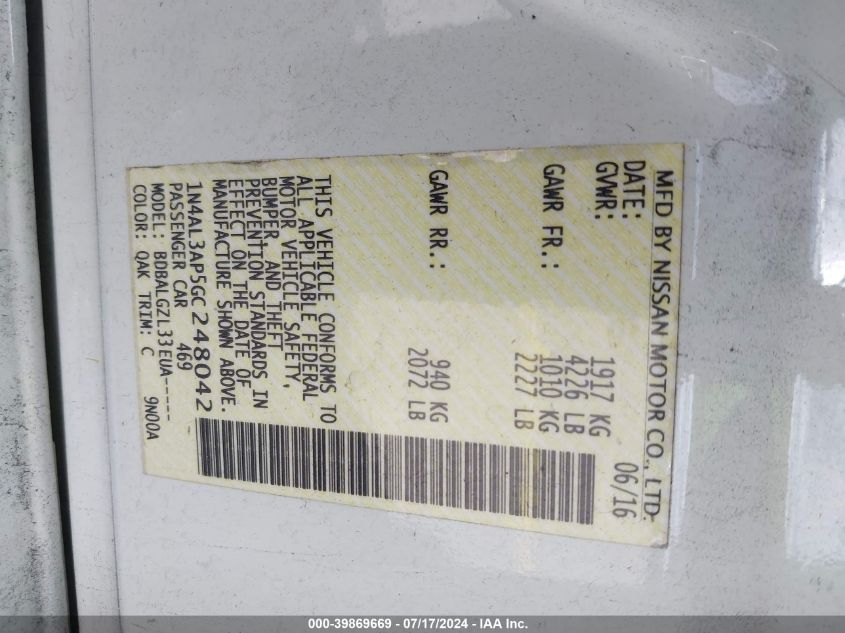 MFD BY NISSAN MOTOR CO., LTD.
DATE: 06/16
GVWR: 1917 KG
4226 LB
GAWR FR.: 1010 KG
2227 LB
GAWR RR.: 940 KG
2072 LB
THIS VEHICLE CONFORMS TO
ALL APPLICABLE FEDERAL
MOTOR VEHICLE SAFETY,
BUMPER, AND THEFT
PREVENTION STANDARDS IN
EFFECT ON THE DATE OF
MANUFACTURE SHOWN ABOVE.
1N4AL3AP5GC248042
PASSENGER CAR 469
MODEL: BDBALGZL33EUA-----
COLOR: QAK TRIM: C 9N00A
000-39869669 - 07/17/2024 - IAA Inc.